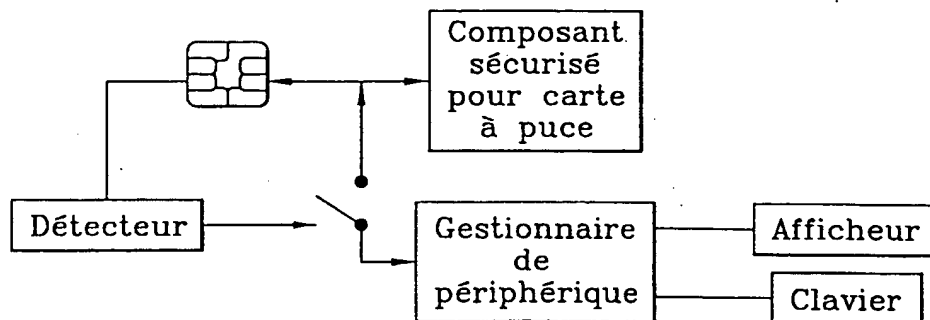 Composant
sécurisé
pour carte
à puce
Détecteur
Gestionnaire
de
périphérique
Afficheur
Clavier